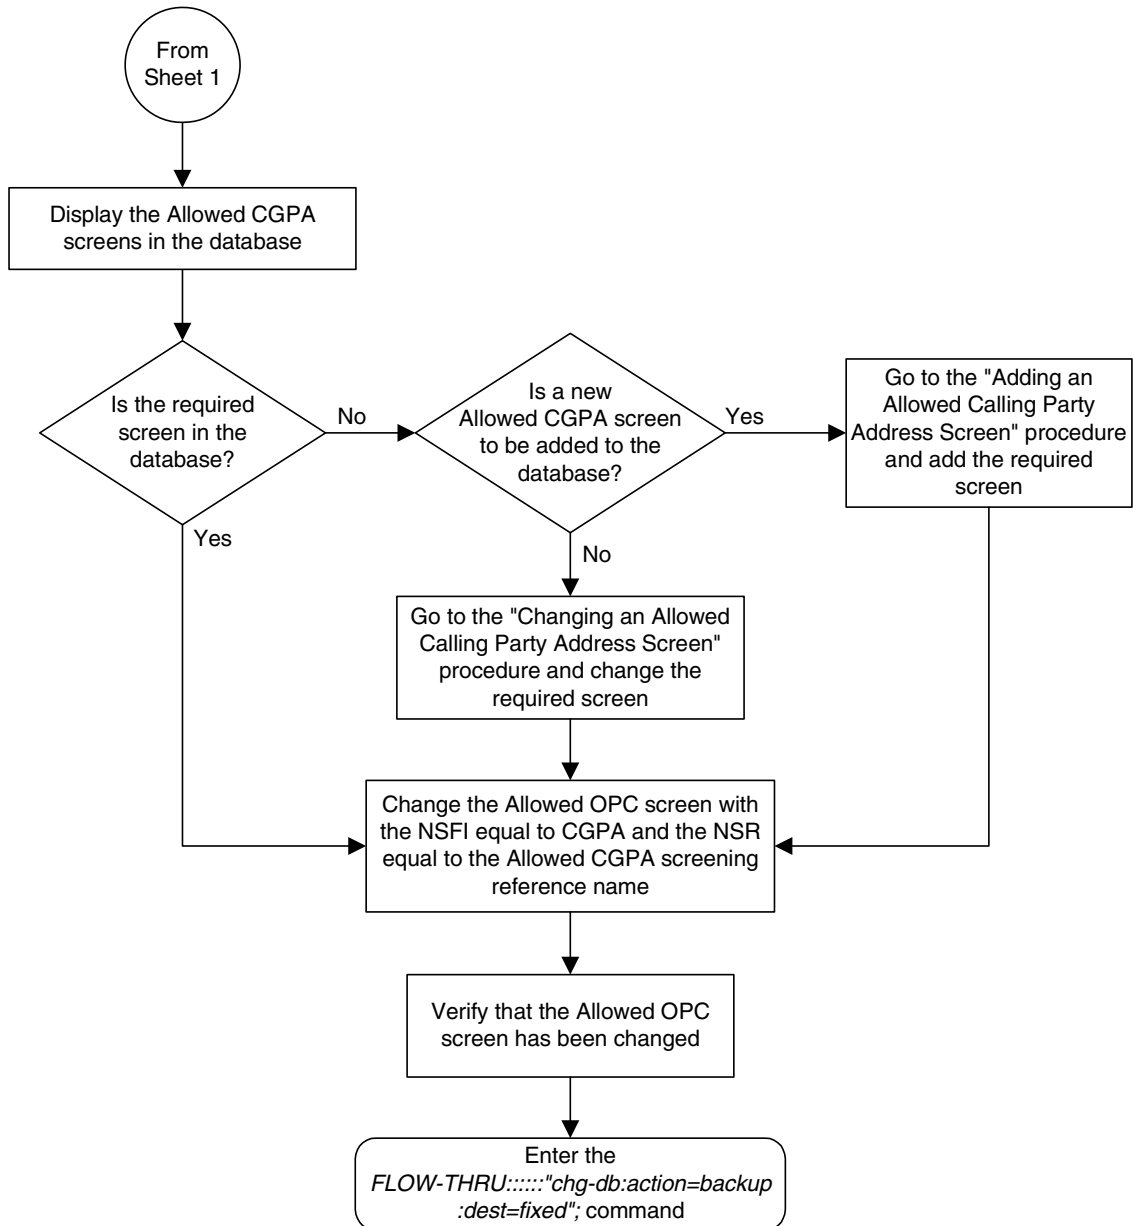 From
Sheet 1
Display the Allowed CGPA
screens in the database
Is the required
screen in the
database?
No
Yes
Is a new
Allowed CGPA screen
to be added to the
database?
Yes
No
Go to the "Adding an
Allowed Calling Party
Address Screen" procedure
and add the required
screen
Go to the "Changing an Allowed
Calling Party Address Screen"
procedure and change the
required screen
Change the Allowed OPC screen with
the NSFI equal to CGPA and the NSR
equal to the Allowed CGPA screening
reference name
Verify that the Allowed OPC
screen has been changed
Enter the
FLOW-THRU::::::"chg-db:action=backup
:dest=fixed"; command